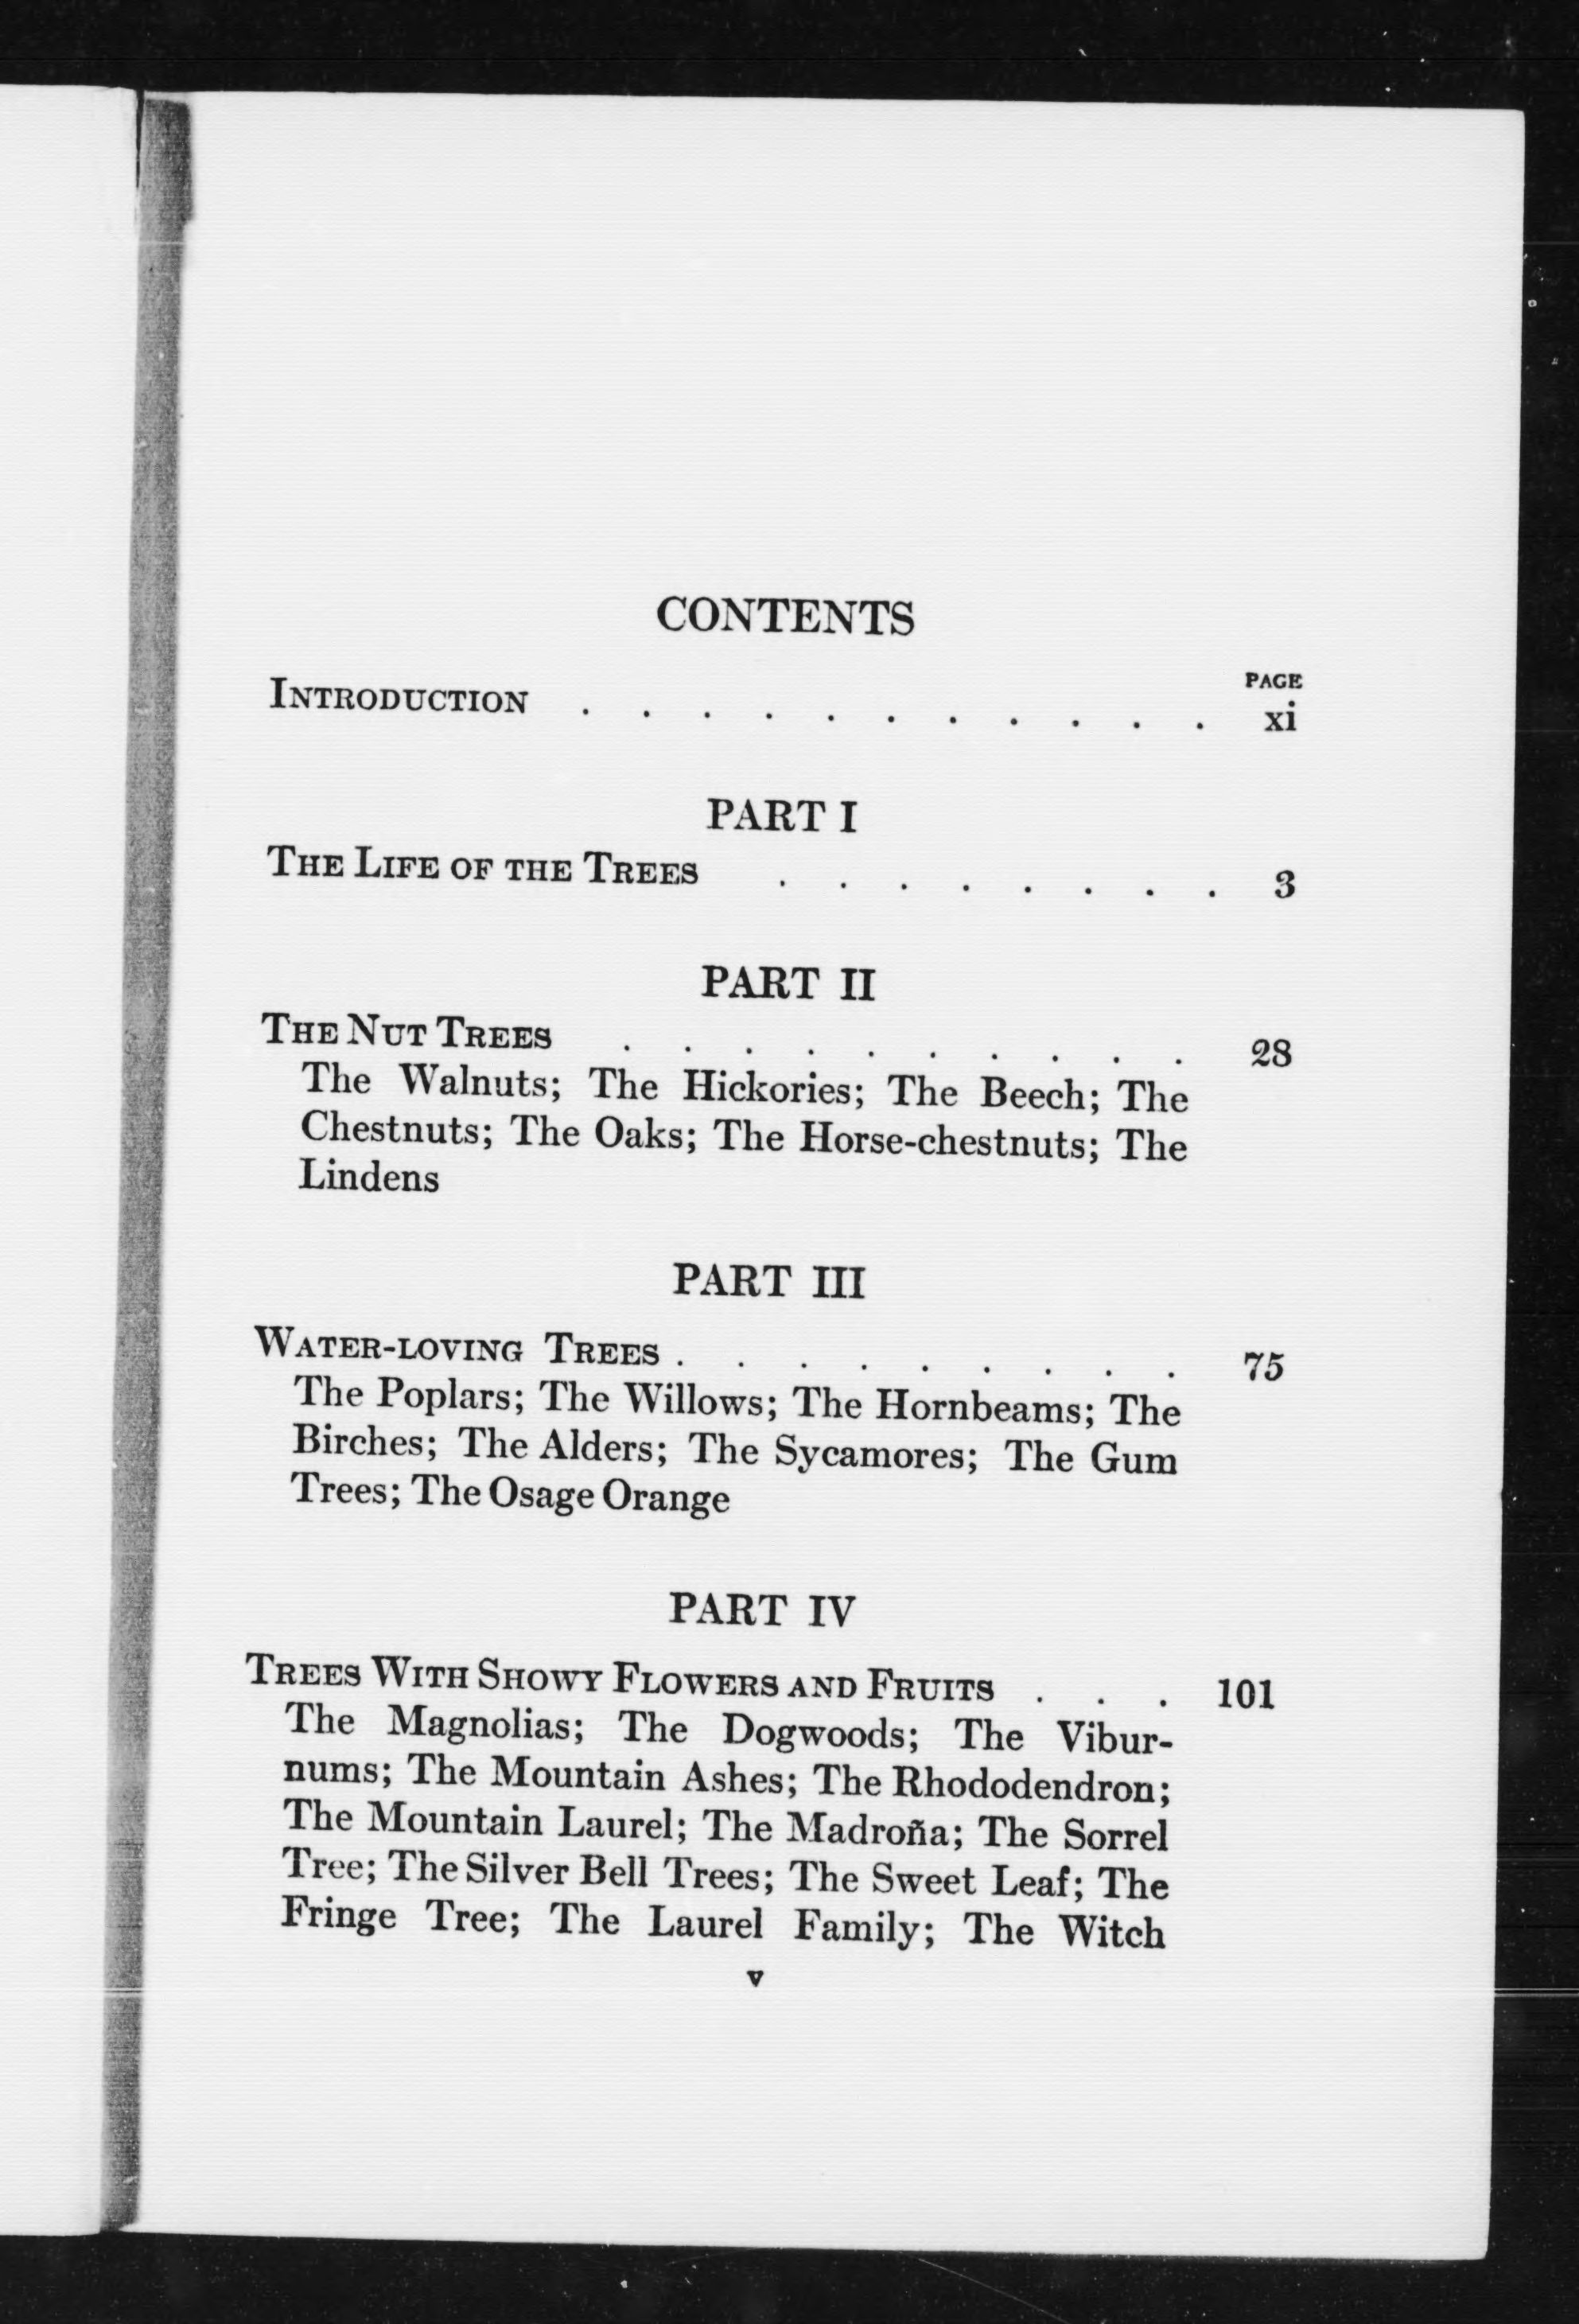 CONTENTS
PAGE
INTRODUCTION . . . . . . . . . . . xi
PART I
THE LIFE OF THE TREES . . . . . . . . 3
PART II
THE NUT TREES . . . . . . . . . . 28
The Walnuts; The Hickories; The Beech; The
Chestnuts; The Oaks; The Horse-chestnuts; The
Lindens
PART III
WATER-LOVING TREES . . . . . . . . . 75
The Poplars; The Willows; The Hornbeams; The
Birches; The Alders; The Sycamores; The Gum
Trees; The Osage Orange
PART IV
TREES WITH SHOWY FLOWERS AND FRUITS . . . 101
The Magnolias; The Dogwoods; The Vibur-
nums; The Mountain Ashes; The Rhododendron;
The Mountain Laurel; The Madroña; The Sorrel
Tree; The Silver Bell Trees; The Sweet Leaf; The
Fringe Tree; The Laurel Family; The Witch
v